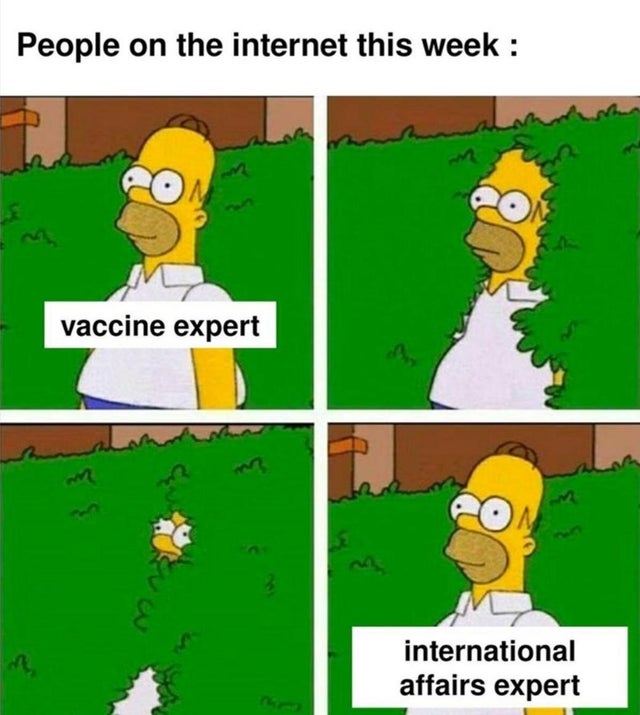 People on the internet this week :
vaccine expert
international
affairs expert